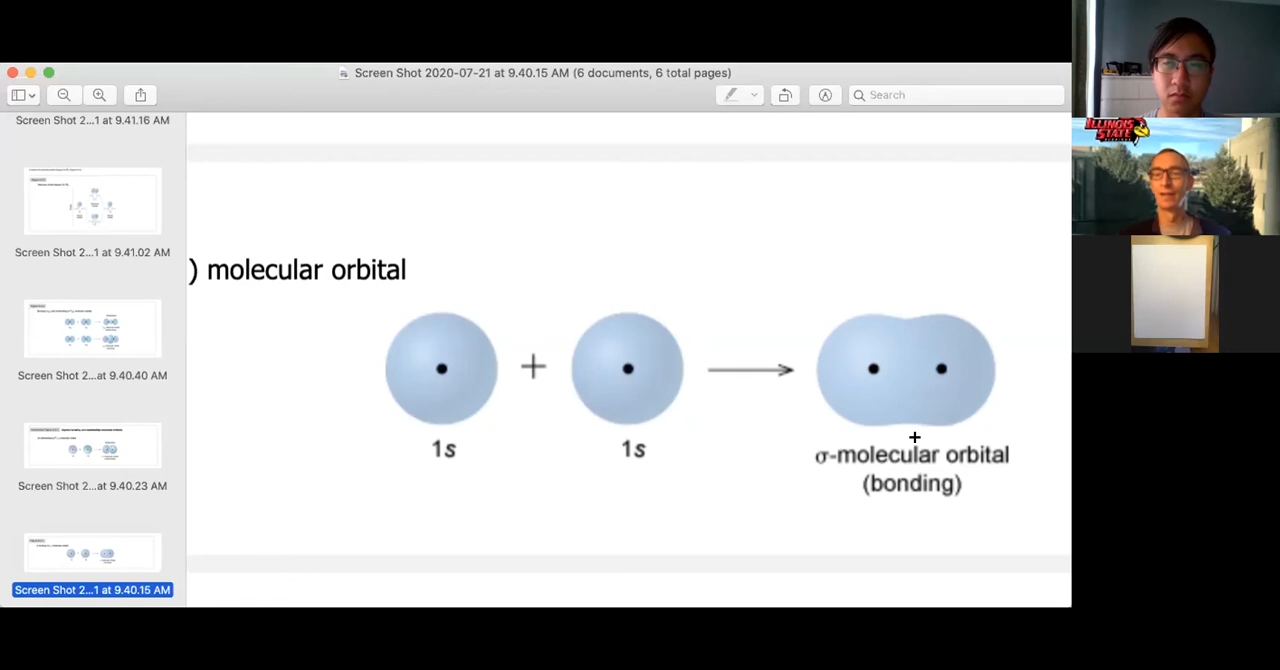 Screen Shot 2020-07-21 at 9.40.15 AM (6 documents, 6 total pages)
Search
Screen Shot 2...1 at 9.41.16 AM
Screen Shot 2...1 at 9.41.02 AM
Screen Shot 2...at 9.40.40 AM
Screen Shot 2...at 9.40.23 AM
Screen Shot 2...1 at 9.40.15 AM
) molecular orbital
+
1s
1s
σ-molecular orbital
(bonding)
ILLINOIS
STATE